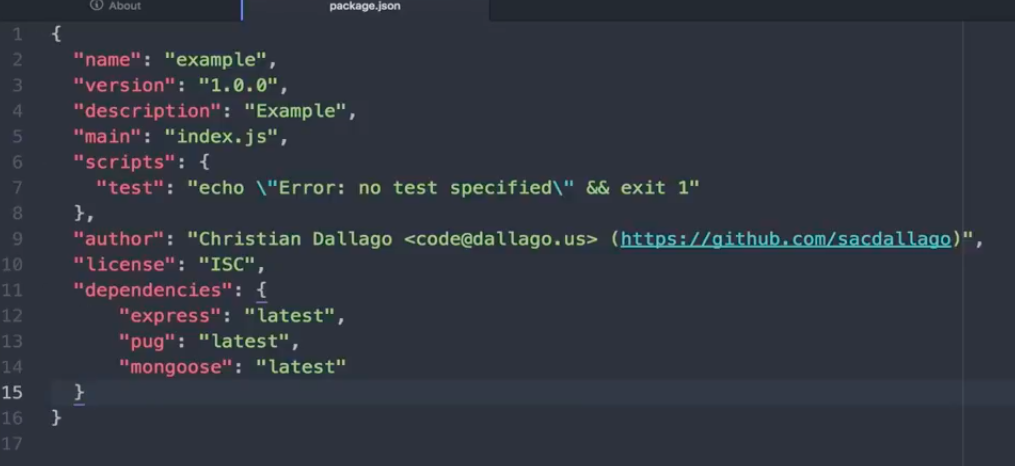 About
package.json
1 {
2 "name": "example",
3 "version": "1.0.0",
4 "description": "Example",
5 "main": "index.js",
6 "scripts": {
7 "test": "echo \"Error: no test specified\" && exit 1"
8 },
9 "author": "Christian Dallago <code@dallago.us> (https://github.com/sacdallago)",
10 "license": "ISC",
11 "dependencies": {
12 "express": "latest",
13 "pug": "latest",
14 "mongoose": "latest"
15 }
16 }
17